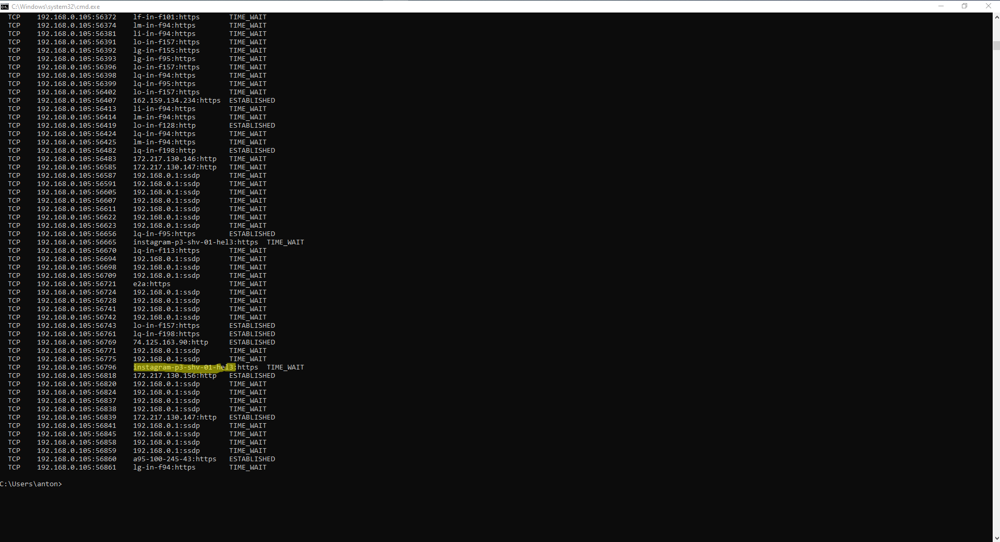 C:\Windows\system32\cmd.exe
TCP 192.168.0.105:56372 lf-in-f101:https TIME_WAIT
TCP 192.168.0.105:56374 lm-in-f94:https TIME_WAIT
TCP 192.168.0.105:56381 li-in-f94:https TIME_WAIT
TCP 192.168.0.105:56391 lo-in-f157:https TIME_WAIT
TCP 192.168.0.105:56392 lg-in-f155:https TIME_WAIT
TCP 192.168.0.105:56393 lg-in-f95:https TIME_WAIT
TCP 192.168.0.105:56396 lo-in-f157:https TIME_WAIT
TCP 192.168.0.105:56398 lq-in-f94:https TIME_WAIT
TCP 192.168.0.105:56399 lq-in-f95:https TIME_WAIT
TCP 192.168.0.105:56402 lo-in-f157:https TIME_WAIT
TCP 192.168.0.105:56407 162.159.134.234:https ESTABLISHED
TCP 192.168.0.105:56413 li-in-f94:https TIME_WAIT
TCP 192.168.0.105:56414 lm-in-f94:https TIME_WAIT
TCP 192.168.0.105:56419 lo-in-f128:http ESTABLISHED
TCP 192.168.0.105:56424 lq-in-f94:https TIME_WAIT
TCP 192.168.0.105:56425 lm-in-f94:https TIME_WAIT
TCP 192.168.0.105:56482 lq-in-f198:http ESTABLISHED
TCP 192.168.0.105:56483 172.217.130.146:http TIME_WAIT
TCP 192.168.0.105:56585 172.217.130.147:http TIME_WAIT
TCP 192.168.0.105:56587 192.168.0.1:ssdp TIME_WAIT
TCP 192.168.0.105:56591 192.168.0.1:ssdp TIME_WAIT
TCP 192.168.0.105:56605 192.168.0.1:ssdp TIME_WAIT
TCP 192.168.0.105:56607 192.168.0.1:ssdp TIME_WAIT
TCP 192.168.0.105:56611 192.168.0.1:ssdp TIME_WAIT
TCP 192.168.0.105:56622 192.168.0.1:ssdp TIME_WAIT
TCP 192.168.0.105:56623 192.168.0.1:ssdp TIME_WAIT
TCP 192.168.0.105:56656 lq-in-f95:https ESTABLISHED
TCP 192.168.0.105:56665 instagram-p3-shv-01-hel3:https TIME_WAIT
TCP 192.168.0.105:56670 lq-in-f113:https TIME_WAIT
TCP 192.168.0.105:56694 192.168.0.1:ssdp TIME_WAIT
TCP 192.168.0.105:56698 192.168.0.1:ssdp TIME_WAIT
TCP 192.168.0.105:56709 192.168.0.1:ssdp TIME_WAIT
TCP 192.168.0.105:56721 e2a:https TIME_WAIT
TCP 192.168.0.105:56724 192.168.0.1:ssdp TIME_WAIT
TCP 192.168.0.105:56728 192.168.0.1:ssdp TIME_WAIT
TCP 192.168.0.105:56741 192.168.0.1:ssdp TIME_WAIT
TCP 192.168.0.105:56742 192.168.0.1:ssdp TIME_WAIT
TCP 192.168.0.105:56743 lo-in-f157:https ESTABLISHED
TCP 192.168.0.105:56761 lq-in-f198:https ESTABLISHED
TCP 192.168.0.105:56769 74.125.163.90:http ESTABLISHED
TCP 192.168.0.105:56771 192.168.0.1:ssdp TIME_WAIT
TCP 192.168.0.105:56775 192.168.0.1:ssdp TIME_WAIT
TCP 192.168.0.105:56796 instagram-p3-shv-01-hel3:https TIME_WAIT
TCP 192.168.0.105:56818 172.217.130.156:http ESTABLISHED
TCP 192.168.0.105:56820 192.168.0.1:ssdp TIME_WAIT
TCP 192.168.0.105:56824 192.168.0.1:ssdp TIME_WAIT
TCP 192.168.0.105:56837 192.168.0.1:ssdp TIME_WAIT
TCP 192.168.0.105:56838 192.168.0.1:ssdp TIME_WAIT
TCP 192.168.0.105:56839 172.217.130.147:http ESTABLISHED
TCP 192.168.0.105:56841 192.168.0.1:ssdp TIME_WAIT
TCP 192.168.0.105:56845 192.168.0.1:ssdp TIME_WAIT
TCP 192.168.0.105:56858 192.168.0.1:ssdp TIME_WAIT
TCP 192.168.0.105:56859 192.168.0.1:ssdp TIME_WAIT
TCP 192.168.0.105:56860 a95-100-245-43:https ESTABLISHED
TCP 192.168.0.105:56861 lg-in-f94:https TIME_WAIT
C:\Users\anton>